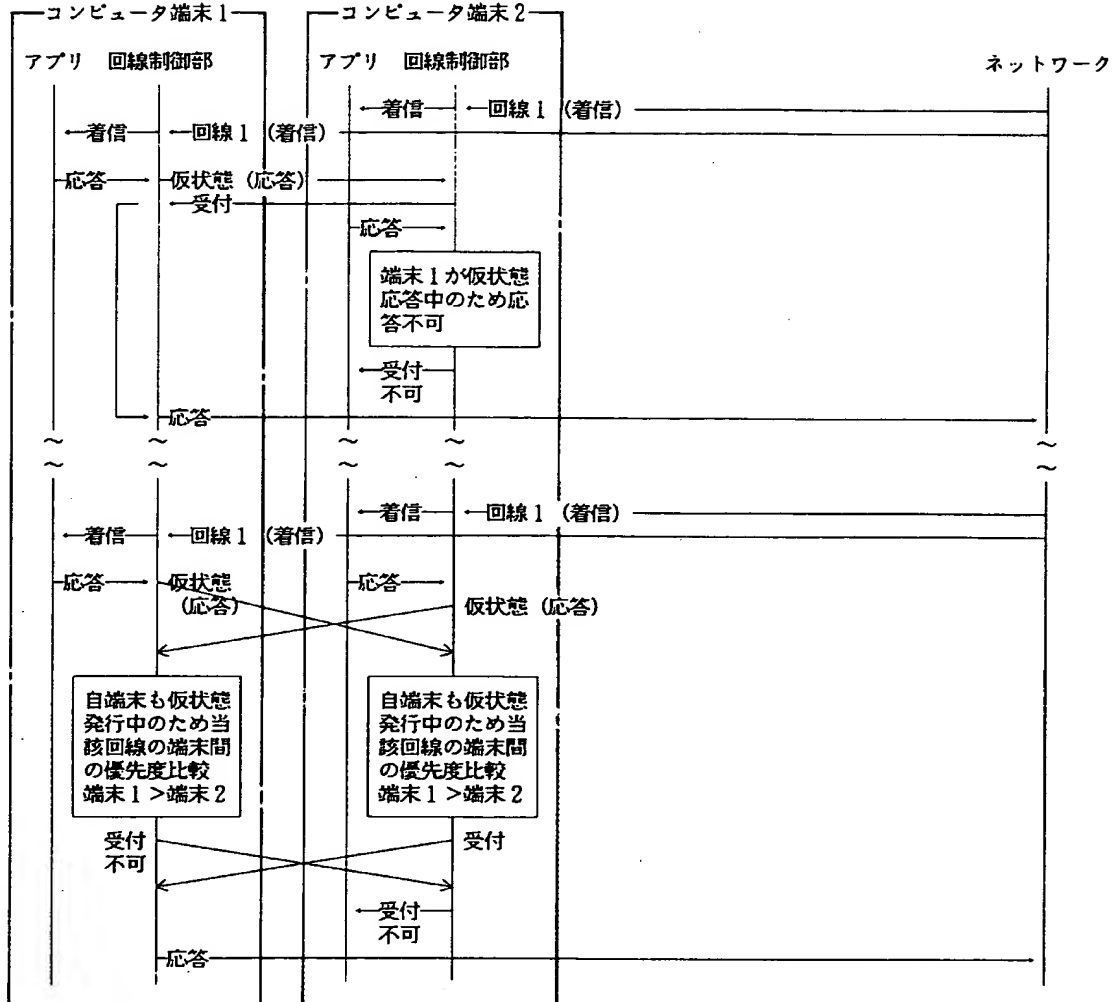 コンピュータ端末1
コンピュータ端末2
アプリ 回線制御部
アプリ 回線制御部
ネットワーク
着信
回線1(着信)
着信
回線1(着信)
応答
仮状態(応答)
受付
応答
端末1が仮状態
応答中のため応
答不可
受付
不可
応答
着信
回線1(着信)
着信
回線1(着信)
応答
仮状態
(応答)
応答
仮状態(応答)
自端末も仮状態
発行中のため当
該回線の端末間
の優先度比較
端末1>端末2
自端末も仮状態
発行中のため当
該回線の端末間
の優先度比較
端末1>端末2
受付
不可
受付
受付
不可
応答